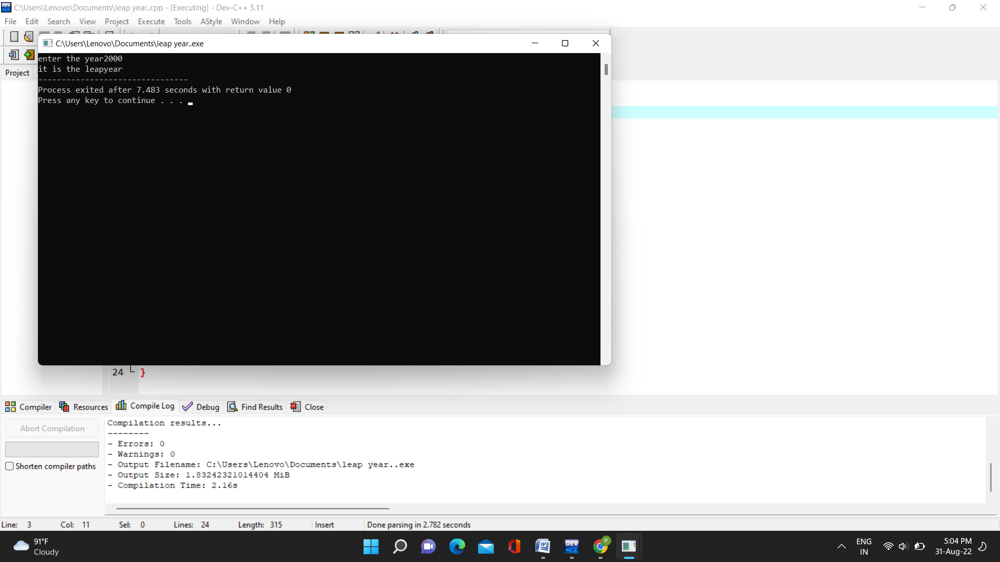 C:\Users\Lenovo\Documents\leap year..cpp - [Executing] - Dev-C++ 5.11
File Edit Search View Project Execute Tools AStyle Window Help
C:\Users\Lenovo\Documents\leap year..exe
enter the year2000
it is the leapyear
--------------------------------
Process exited after 7.483 seconds with return value 0
Press any key to continue . . .
Project
24 }
Compiler Resources Compile Log Debug Find Results Close
Abort Compilation
Shorten compiler paths
Compilation results...
--------
- Errors: 0
- Warnings: 0
- Output Filename: C:\Users\Lenovo\Documents\leap year..exe
- Output Size: 1.83242321014404 MiB
- Compilation Time: 2.16s
Line: 3 Col: 11 Sel: 0 Lines: 24 Length: 315 Insert Done parsing in 2.782 seconds
91°F
Cloudy
DEV
C++
P
ENG
IN
5:04 PM
31-Aug-22